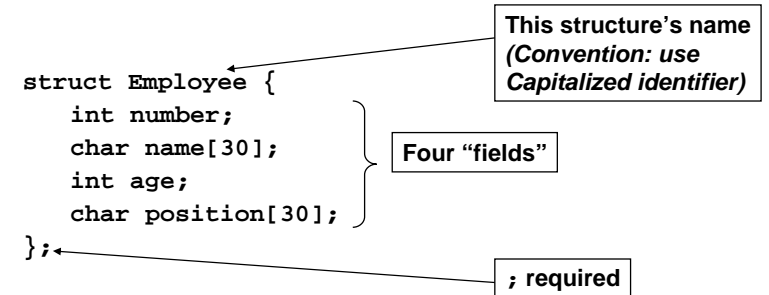 This structure’s name
(Convention: use
Capitalized identifier)
struct Employee {
int number;
char name[30];
int age;
char position[30];
};
Four “fields”
; required